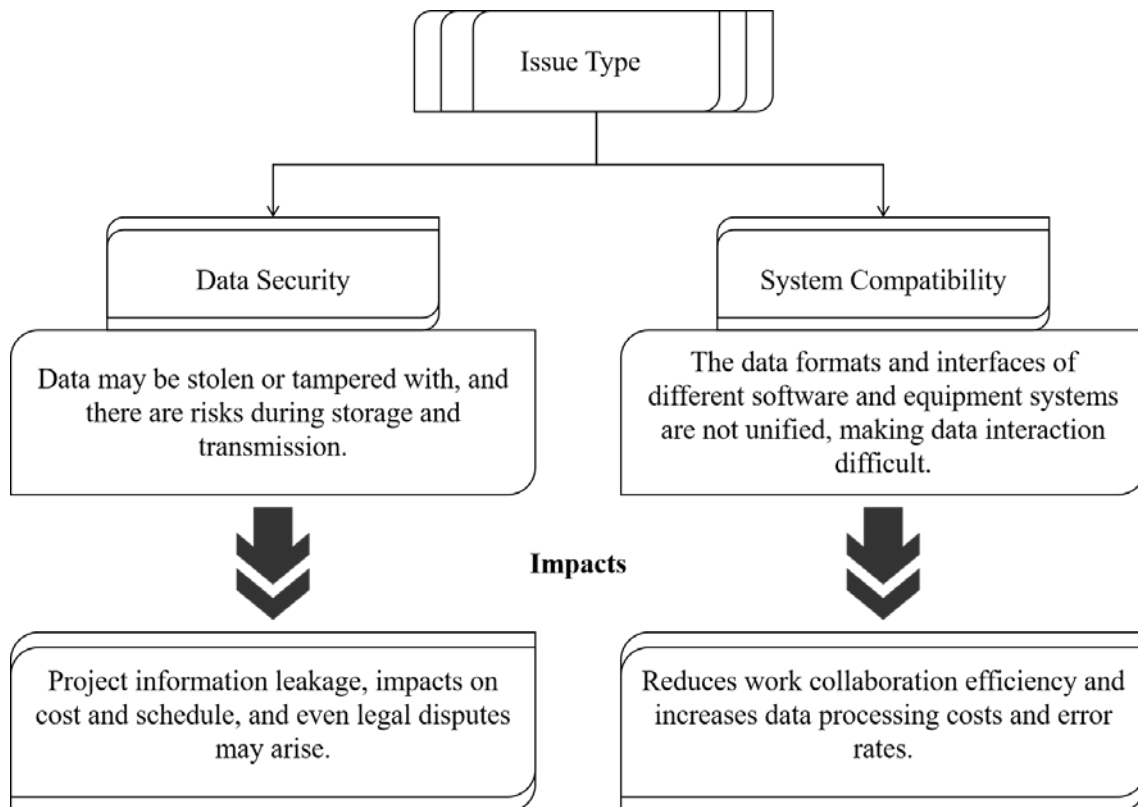 Issue Type
Data Security
Data may be stolen or tampered with, and
there are risks during storage and
transmission.
System Compatibility
The data formats and interfaces of
different software and equipment systems
are not unified, making data interaction
difficult.
Impacts
Project information leakage, impacts on
cost and schedule, and even legal disputes
may arise.
Reduces work collaboration efficiency and
increases data processing costs and error
rates.